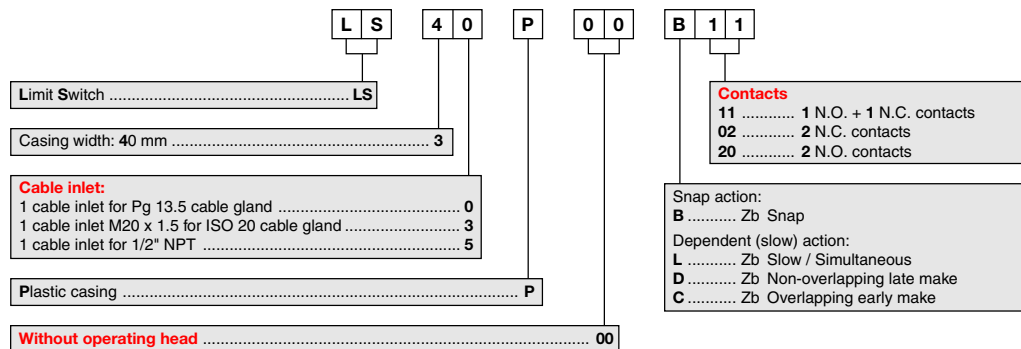 L S 4 0 P 0 0 B 1 1
Limit Switch ...................................................... LS
Casing width: 40 mm ..................................................................... 3
Cable inlet:
1 cable inlet for Pg 13.5 cable gland .......................................... 0
1 cable inlet M20 x 1.5 for ISO 20 cable gland .......................... 3
1 cable inlet for 1/2" NPT ............................................................. 5
Plastic casing .......................................................................................... P
Without operating head ....................................................................................... 00
Contacts
11 ............ 1 N.O. + 1 N.C. contacts
02 ............ 2 N.C. contacts
20 ............ 2 N.O. contacts
Snap action:
B .......... Zb Snap
Dependent (slow) action:
L ........... Zb Slow / Simultaneous
D .......... Zb Non-overlapping late make
C .......... Zb Overlapping early make